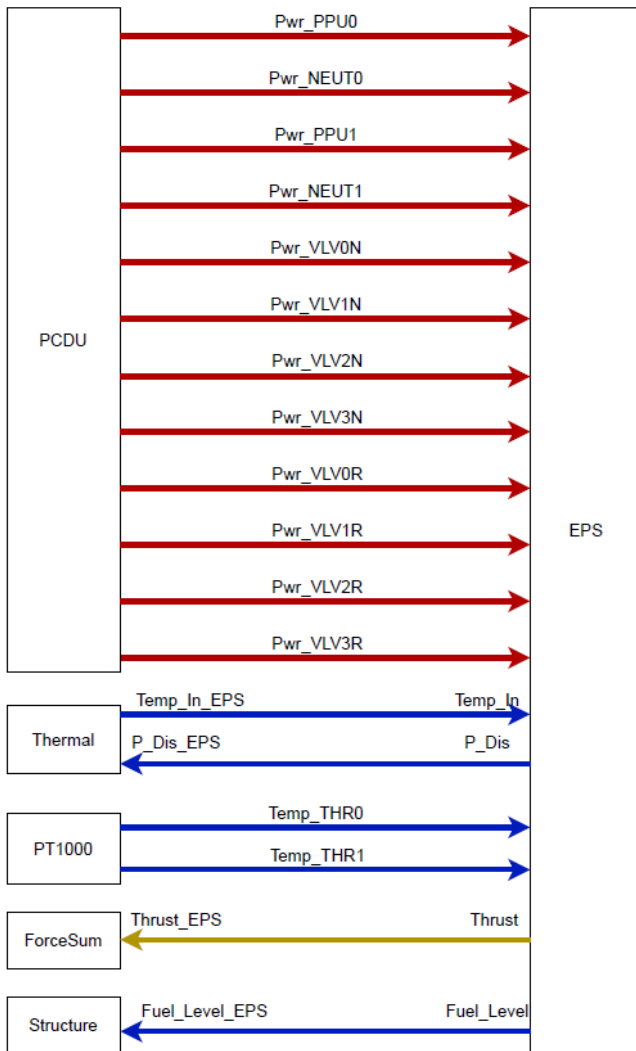 Pwr_PPU0
Pwr_NEUT0
Pwr_PPU1
Pwr_NEUT1
Pwr_VLV0N
Pwr_VLV1N
PCDU
Pwr_VLV2N
Pwr_VLV3N
Pwr_VLV0R
EPS
Pwr_VLV1R
Pwr_VLV2R
Pwr_VLV3R
Temp_In_EPS Temp_In
Thermal
P_Dis_EPS P_Dis
Temp_THR0
PT1000
Temp_THR1
Thrust_EPS Thrust
ForceSum
Fuel_Level_EPS Fuel_Level
Structure